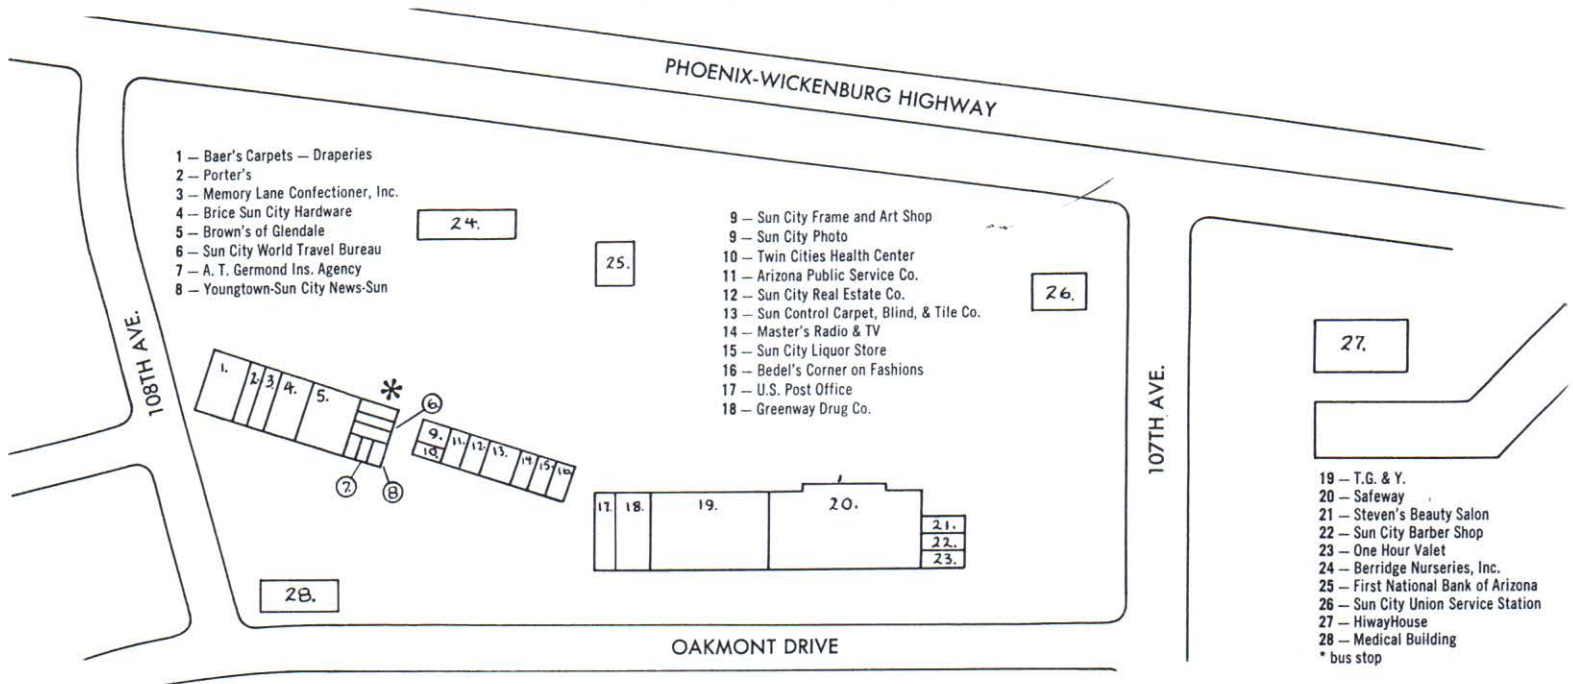 PHOENIX-WICKENBURG HIGHWAY
1 — Baer's Carpets — Draperies
2 — Porter's
3 — Memory Lane Confectioner, Inc.
4 — Brice Sun City Hardware
5 — Brown's of Glendale
6 — Sun City World Travel Bureau
7 — A. T. Germond Ins. Agency
8 — Youngtown-Sun City News-Sun
24.
25.
9 — Sun City Frame and Art Shop
9 — Sun City Photo
10 — Twin Cities Health Center
11 — Arizona Public Service Co.
12 — Sun City Real Estate Co.
13 — Sun Control Carpet, Blind, & Tile Co.
14 — Master's Radio & TV
15 — Sun City Liquor Store
16 — Bedel's Corner on Fashions
17 — U.S. Post Office
18 — Greenway Drug Co.
26.
27.
108TH AVE.
107TH AVE.
1. 2. 3. 4. 5. *
6
7 8
9. 11. 12. 13. 14. 15. 16.
10.
17. 18. 19. 20.
21.
22.
23.
28.
19 — T.G. & Y.
20 — Safeway
21 — Steven's Beauty Salon
22 — Sun City Barber Shop
23 — One Hour Valet
24 — Berridge Nurseries, Inc.
25 — First National Bank of Arizona
26 — Sun City Union Service Station
27 — HiwayHouse
28 — Medical Building
* bus stop
OAKMONT DRIVE